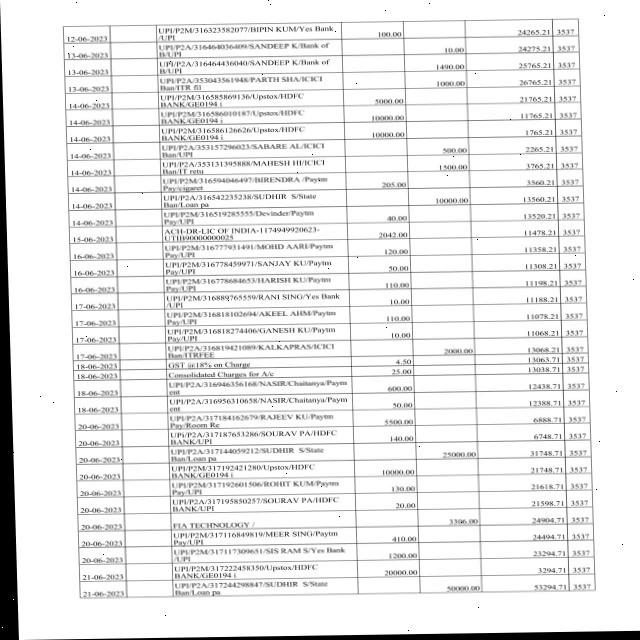 UPI/P2M/316323582077/BIPIN KUM/Yes Bank
12-06-2023 /UPI 100.00 24265.21 3537
UPI/P2A/316464036409/SANDEEP K/Bank of
13-06-2023 B/UPI 10.00 24275.21 3537
UPI/P2A/316464436040/SANDEEP K/Bank of
13-06-2023 B/UPI 1490.00 25765.21 3537
UPI/P2A/353043561948/PARTH SHA/ICICI
13-06-2023 Ban/ITR fil 1000.00 26765.21 3537
UPI/P2M/316585869136/Upstox/HDFC
14-06-2023 BANK/GE0194 i 5000.00 21765.21 3537
UPI/P2M/316586010187/Upstox/HDFC
14-06-2023 BANK/GE0194 i 10000.00 11765.21 3537
UPI/P2M/316586126626/Upstox/HDFC
14-06-2023 BANK/GE0194 i 10000.00 1765.21 3537
UPI/P2A/353157296023/SABARE AL/ICICI
14-06-2023 Ban/UPI 500.00 2265.21 3537
UPI/P2A/353131395888/MAHESH HI/ICICI
14-06-2023 Ban/IT retu 1500.00 3765.21 3537
UPI/P2M/316594046497/BIRENDRA /Paytm
14-06-2023 Pay/cigaret 205.00 3560.21 3537
UPI/P2A/316542235238/SUDHIR S/State
14-06-2023 Ban/Loan pa 10000.00 13560.21 3537
UPI/P2M/316519285555/Devinder/Paytm
14-06-2023 Pay/UPI 40.00 13520.21 3537
ACH-DR-LIC OF INDIA-1174949920623-
15-06-2023 UTIB90000000025 2042.00 11478.21 3537
UPI/P2M/316777931491/MOHD AARI/Paytm
16-06-2023 Pay/UPI 120.00 11358.21 3537
UPI/P2M/316778459971/SANJAY KU/Paytm
16-06-2023 Pay/UPI 50.00 11308.21 3537
UPI/P2M/316778684653/HARISH KU/Paytm
16-06-2023 Pay/UPI 110.00 11198.21 3537
UPI/P2M/316889765559/RANI SING/Yes Bank
17-06-2023 /UPI 10.00 11188.21 3537
UPI/P2M/316818102694/AKEEL AHM/Paytm
17-06-2023 Pay/UPI 110.00 11078.21 3537
UPI/P2M/316818274406/GANESH KU/Paytm
17-06-2023 Pay/UPI 10.00 11068.21 3537
UPI/P2A/316819421089/KALKAPRAS/ICICI
17-06-2023 Ban/ITRFEE 2000.00 13068.21 3537
18-06-2023 GST @18% on Charge 4.50 13063.71 3537
18-06-2023 Consolidated Charges for A/c 25.00 13038.71 3537
UPI/P2A/316946356168/NASIR/Chaitanya/Paym
18-06-2023 ent 600.00 12438.71 3537
UPI/P2A/316956310658/NASIR/Chaitanya/Paym
18-06-2023 ent 50.00 12388.71 3537
UPI/P2M/317184162679/RAJEEV KU/Paytm
20-06-2023 Pay/Room Re 5500.00 6888.71 3537
UPI/P2A/317187653286/SOURAV PA/HDFC
20-06-2023 BANK/UPI 140.00 6748.71 3537
UPI/P2A/317144059212/SUDHIR S/State
20-06-2023 Ban/Loan pa 25000.00 31748.71 3537
UPI/P2M/317192421280/Upstox/HDFC
20-06-2023 BANK/GE0194 i 10000.00 21748.71 3537
UPI/P2M/317192601506/ROHIT KUM/Paytm
20-06-2023 Pay/UPI 130.00 21618.71 3537
UPI/P2A/317195850257/SOURAV PA/HDFC
20-06-2023 BANK/UPI 20.00 21598.71 3537
20-06-2023 FIA TECHNOLOGY / 3306.00 24904.71 3537
UPI/P2M/317116849819/MEER SING/Paytm
20-06-2023 Pay/UPI 410.00 24494.71 3537
UPI/P2M/317117309651/SIS RAM S/Yes Bank
20-06-2023 /UPI 1200.00 23294.71 3537
UPI/P2M/317222458350/Upstox/HDFC
21-06-2023 BANK/GE0194 i 20000.00 3294.71 3537
UPI/P2A/317244298847/SUDHIR S/State
21-06-2023 Ban/Loan pa 50000.00 53294.71 3537